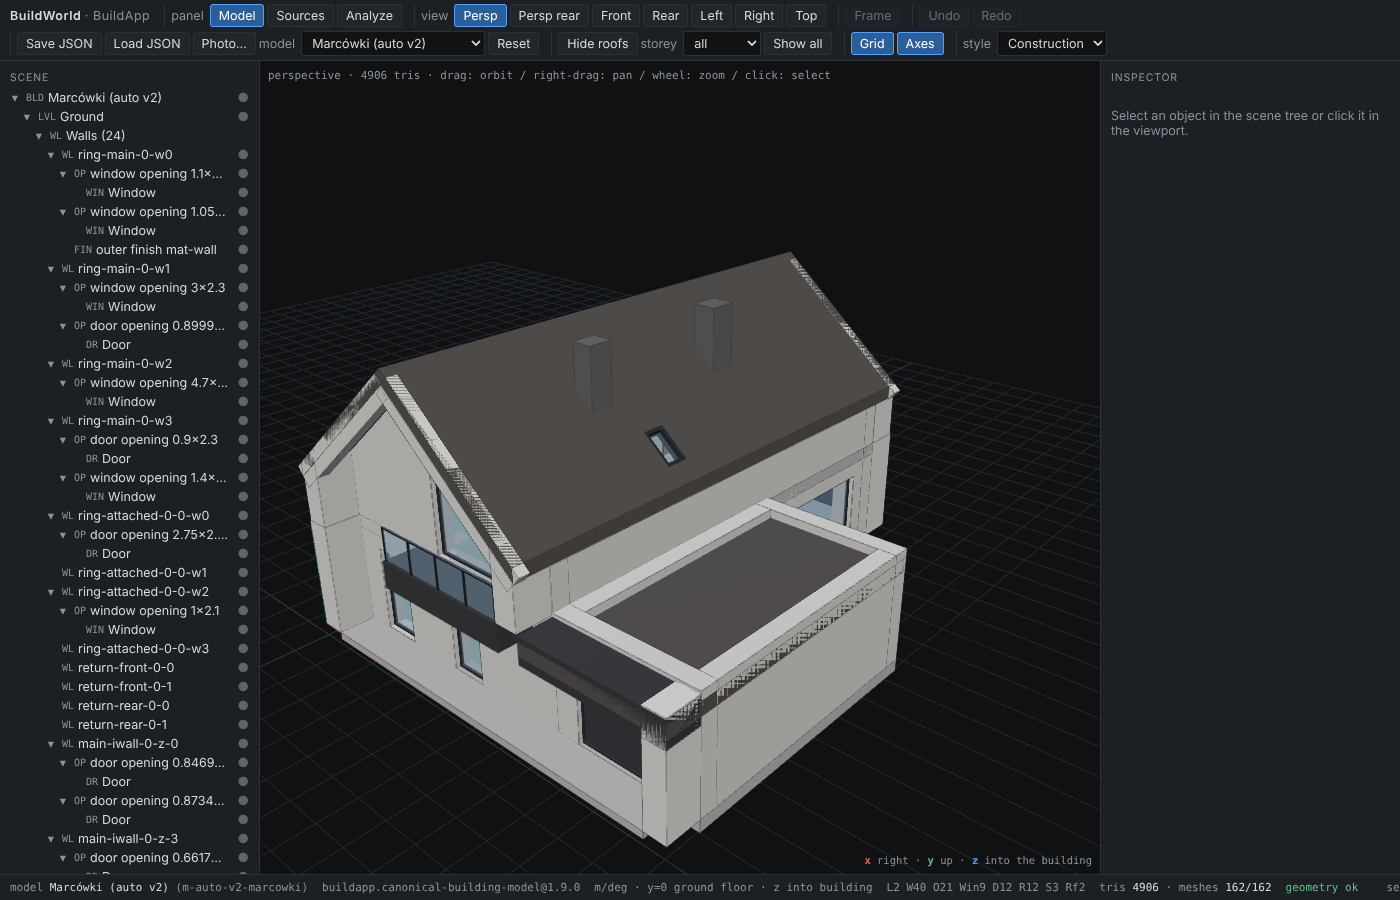 BuildWorld · BuildApp panel Model Sources Analyze view Persp Persp rear Front Rear Left Right Top Frame Undo Redo
Save JSON Load JSON Photo... model Marcówki (auto v2) Reset Hide roofs storey all Show all Grid Axes style Construction
SCENE
BLD Marcówki (auto v2)
LVL Ground
WL Walls (24)
WL ring-main-0-w0
OP window opening 1.1×...
WIN Window
OP window opening 1.05...
WIN Window
FIN outer finish mat-wall
WL ring-main-0-w1
OP window opening 3×2.3
WIN Window
OP door opening 0.8999...
DR Door
WL ring-main-0-w2
OP window opening 4.7×...
WIN Window
WL ring-main-0-w3
OP door opening 0.9×2.3
DR Door
OP window opening 1.4×...
WIN Window
WL ring-attached-0-0-w0
OP door opening 2.75×2....
DR Door
WL ring-attached-0-0-w1
WL ring-attached-0-0-w2
OP window opening 1×2.1
WIN Window
WL ring-attached-0-0-w3
WL return-front-0-0
WL return-front-0-1
WL return-rear-0-0
WL return-rear-0-1
WL main-iwall-0-z-0
OP door opening 0.8469...
DR Door
OP door opening 0.8734...
DR Door
WL main-iwall-0-z-3
OP door opening 0.6617...
perspective · 4906 tris · drag: orbit / right-drag: pan / wheel: zoom / click: select
x right · y up · z into the building
INSPECTOR
Select an object in the scene tree or click it in
the viewport.
model Marcówki (auto v2) (m-auto-v2-marcowki) buildapp.canonical-building-model@1.9.0 m/deg · y=0 ground floor · z into building L2 W40 O21 Win9 D12 R12 S3 Rf2 tris 4906 · meshes 162/162 geometry ok se